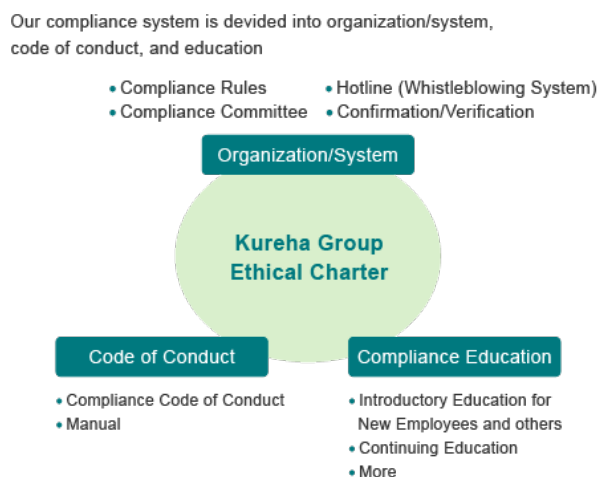 Our compliance system is devided into organization/system,
code of conduct, and education
• Compliance Rules
• Hotline (Whistleblowing System)
• Compliance Committee
• Confirmation/Verification
Organization/System
Kureha Group
Ethical Charter
Code of Conduct
• Compliance Code of Conduct
• Manual
Compliance Education
• Introductory Education for
New Employees and others
• Continuing Education
• More